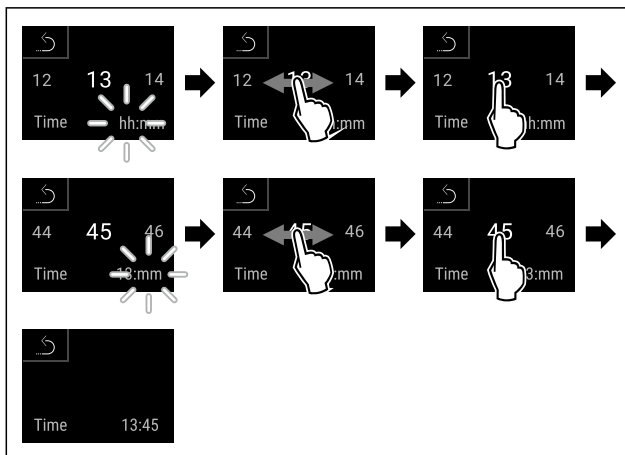 12 13 14
Time hh:mm
12 14
Time
12 13 14
Time h:mm
44 45 46
Time 13:mm
44 45 46
Time :mm
44 45 46
Time 3:mm
Time 13:45